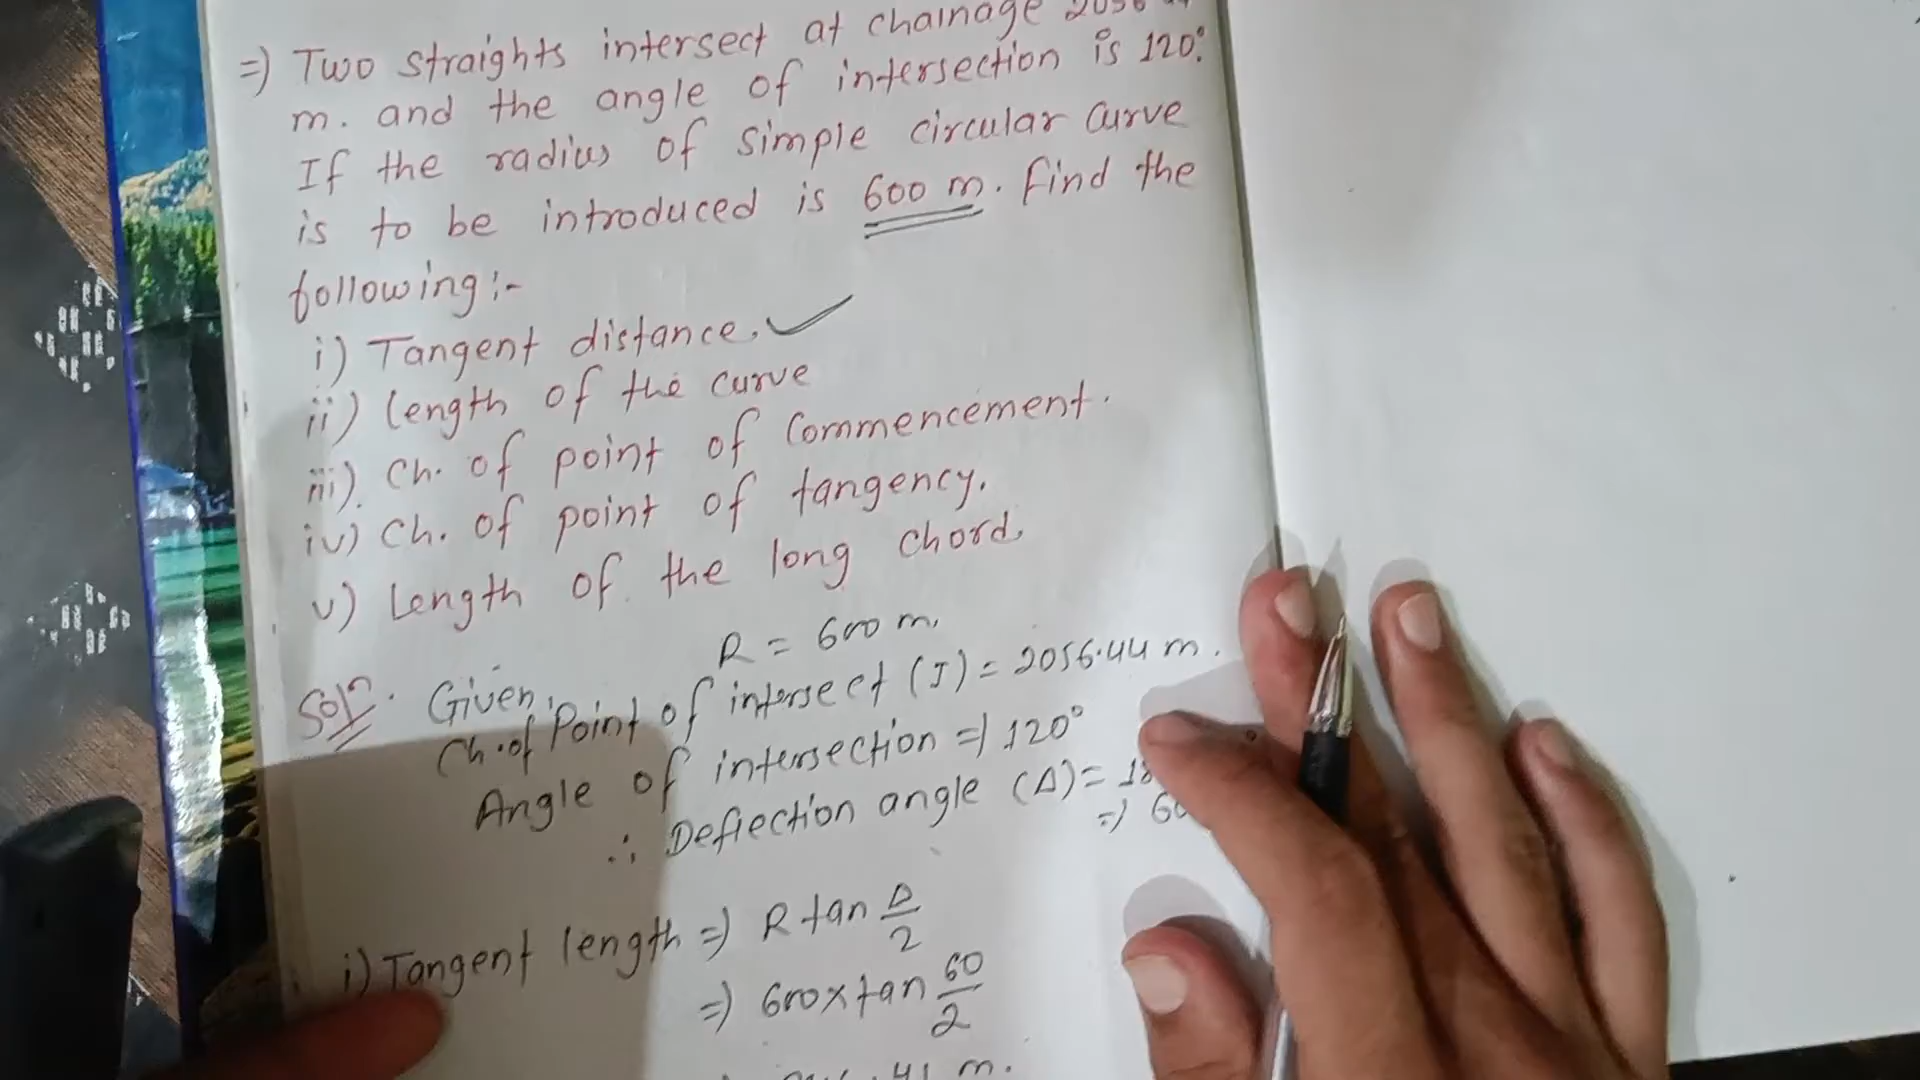 =) Two straights intersect at chainage
m. and the angle of intersection is 120°.
If the radius of simple circular curve
is to be introduced is 600 m. find the
following :-
i) Tangent distance. ✓
ii) Length of the curve
iii). Ch. of point of Commencement.
iv) Ch. of point of tangency.
v) Length of the long chord.
Soln. Given, R = 600 m.
Ch. of Point of intersect (I) = 2056.44 m.
Angle of intersection => 120°
∴ Deflection angle (Δ) =
=)
i) Tangent length => R tan Δ/2
=) 600 x tan 60/2
m.